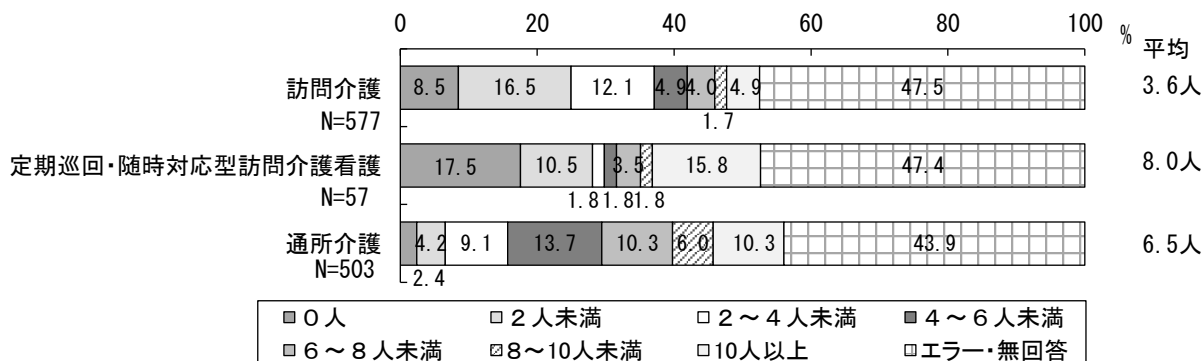 0 20 40 60 80 100
% 平均
訪問介護 8.5 16.5 12.1 4.9 4.0 4.9 47.5 3.6人
N=577 1.7
定期巡回・随時対応型訪問介護看護 17.5 10.5 3.5 15.8 47.4 8.0人
N=57 1.8 1.8 1.8
通所介護 4.2 9.1 13.7 10.3 6.0 10.3 43.9 6.5人
N=503 2.4
０人 ２人未満 ２～４人未満 ４～６人未満
６～８人未満 8～10人未満 10人以上 エラー・無回答